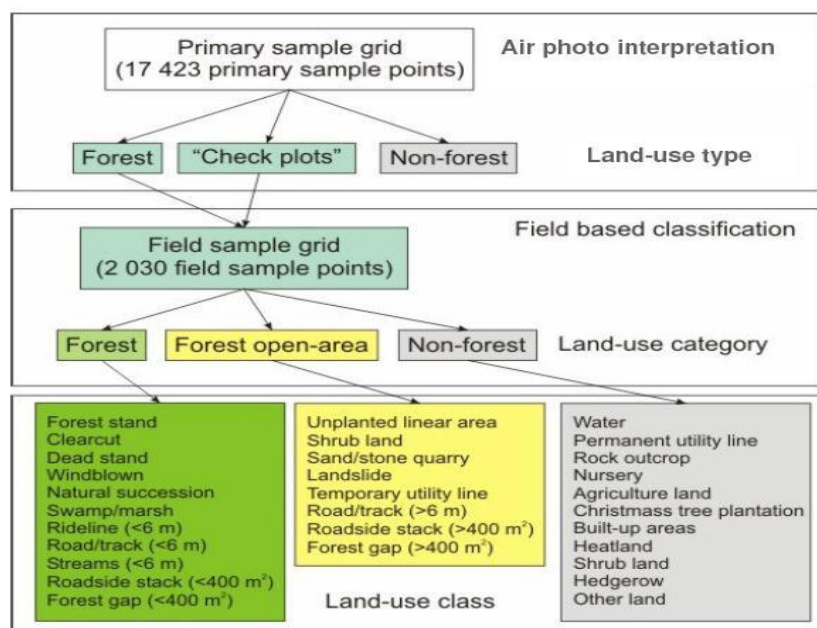 Primary sample grid
(17 423 primary sample points)
Air photo interpretation
Forest
“Check plots”
Non-forest
Land-use type
Field sample grid
(2 030 field sample points)
Field based classification
Forest
Forest open-area
Non-forest
Land-use category
Forest stand
Clearcut
Dead stand
Windblown
Natural succession
Swamp/marsh
Rideline (<6 m)
Road/track (<6 m)
Streams (<6 m)
Roadside stack (<400 m²)
Forest gap (<400 m²)
Unplanted linear area
Shrub land
Sand/stone quarry
Landslide
Temporary utility line
Road/track (>6 m)
Roadside stack (>400 m²)
Forest gap (>400 m²)
Water
Permanent utility line
Rock outcrop
Nursery
Agriculture land
Christmass tree plantation
Built-up areas
Heatland
Shrub land
Hedgerow
Other land
Land-use class